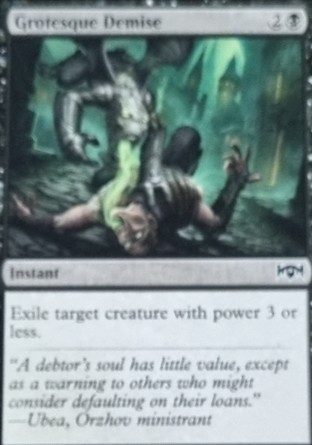 Grotesque Demise 2
Instant
Exile target creature with power 3 or
less.
"A debtor's soul has little value, except
as a warning to others who might
consider defaulting on their loans."
—Ubea, Orzhov ministrant